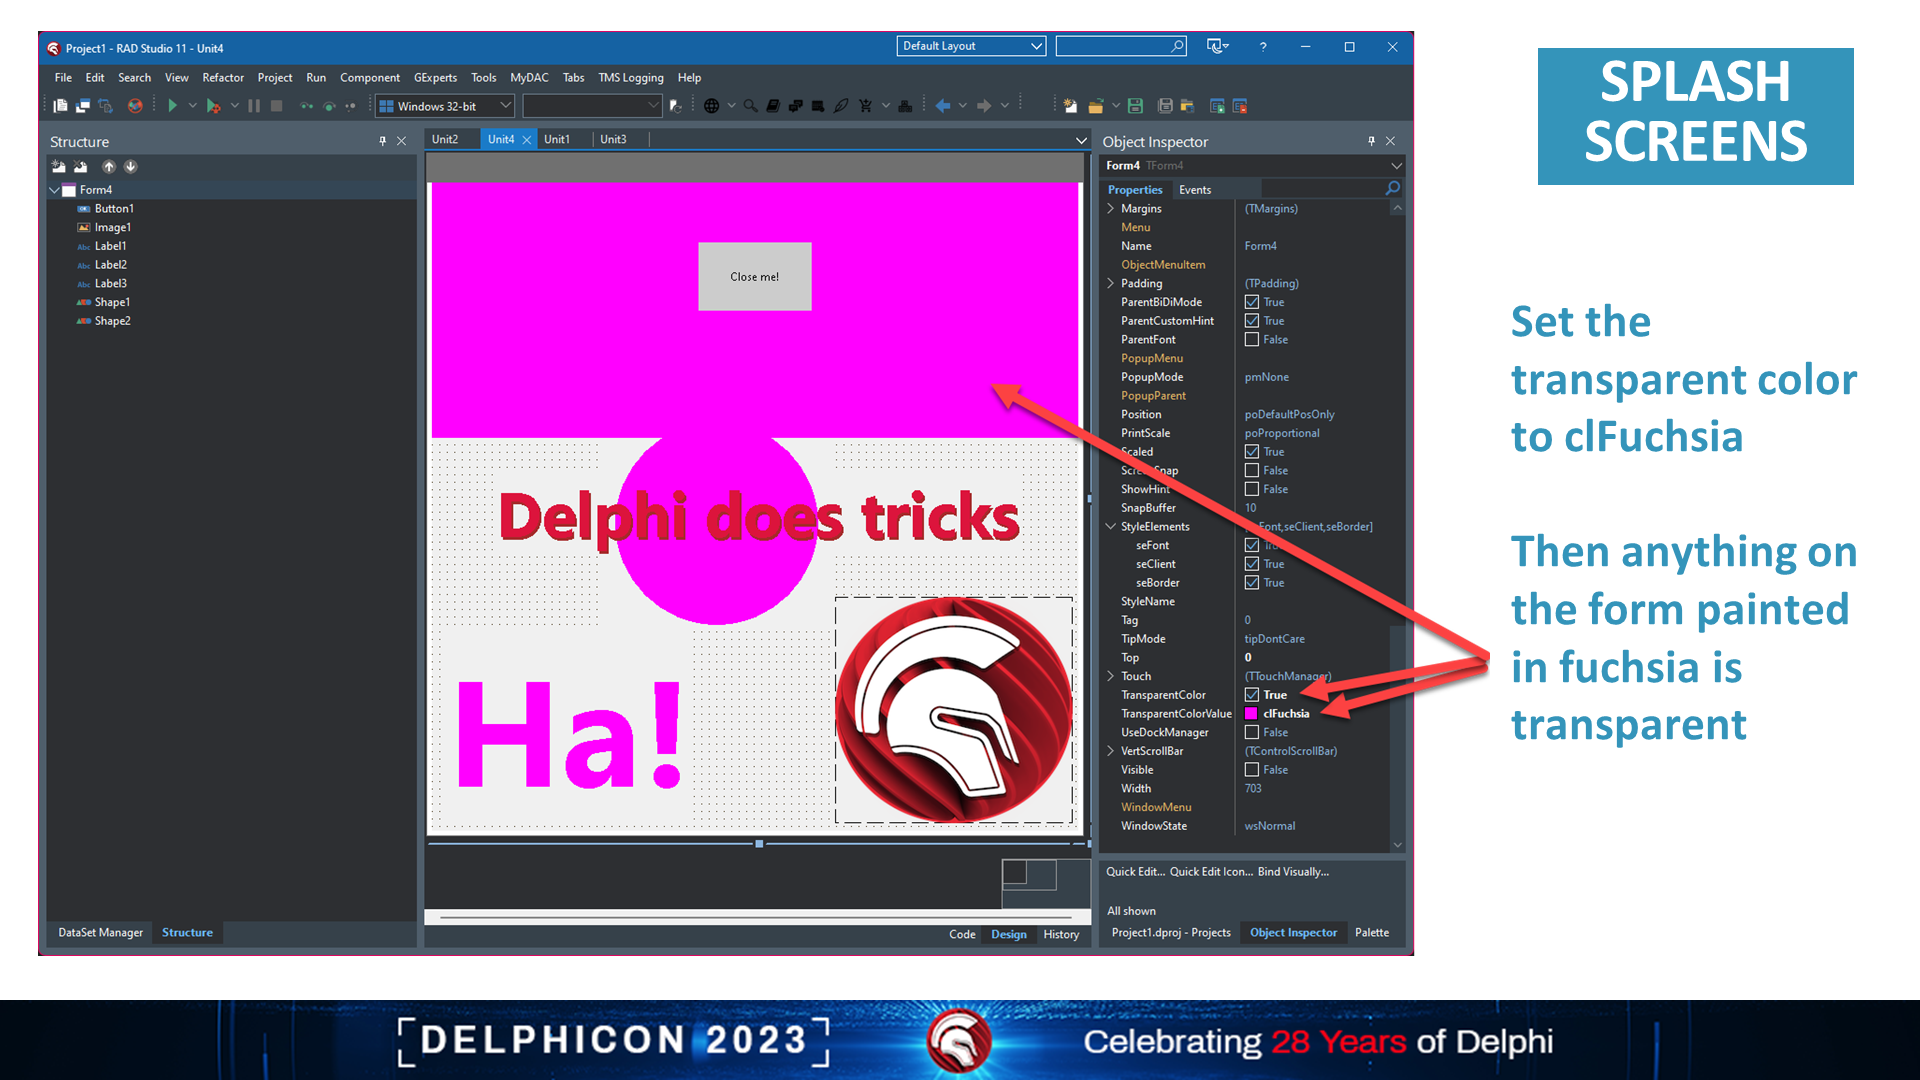 Project1 - RAD Studio 11 - Unit4
Default Layout
?
File Edit Search View Refactor Project Run Component GExperts Tools MyDAC Tabs TMS Logging Help
Windows 32-bit
Structure
Form4
Button1
Image1
Abc Label1
Abc Label2
Abc Label3
Shape1
Shape2
DataSet Manager Structure
Unit2 Unit4 Unit1 Unit3
Close me!
Delphi does tricks
Ha!
Code Design History
Object Inspector
Form4 TForm4
Properties Events
Margins (TMargins)
Menu
Name Form4
ObjectMenuItem
Padding (TPadding)
ParentBiDiMode True
ParentCustomHint True
ParentFont False
PopupMenu
PopupMode pmNone
PopupParent
Position poDefaultPosOnly
PrintScale poProportional
Scaled True
False
ShowHint False
SnapBuffer 10
StyleElements Font,seClient,seBorder]
seFont True
seClient True
seBorder True
StyleName
Tag 0
TipMode tipDontCare
Top 0
Touch (TTouchManager)
TransparentColor True
TransparentColorValue clFuchsia
UseDockManager False
VertScrollBar (TControlScrollBar)
Visible False
Width 703
WindowMenu
WindowState wsNormal
Quick Edit... Quick Edit Icon... Bind Visually...
All shown
Project1.dproj - Projects Object Inspector Palette
SPLASH
SCREENS
Set the
transparent color
to clFuchsia
Then anything on
the form painted
in fuchsia is
transparent
[DELPHICON 2023]
Celebrating 28 Years of Delphi